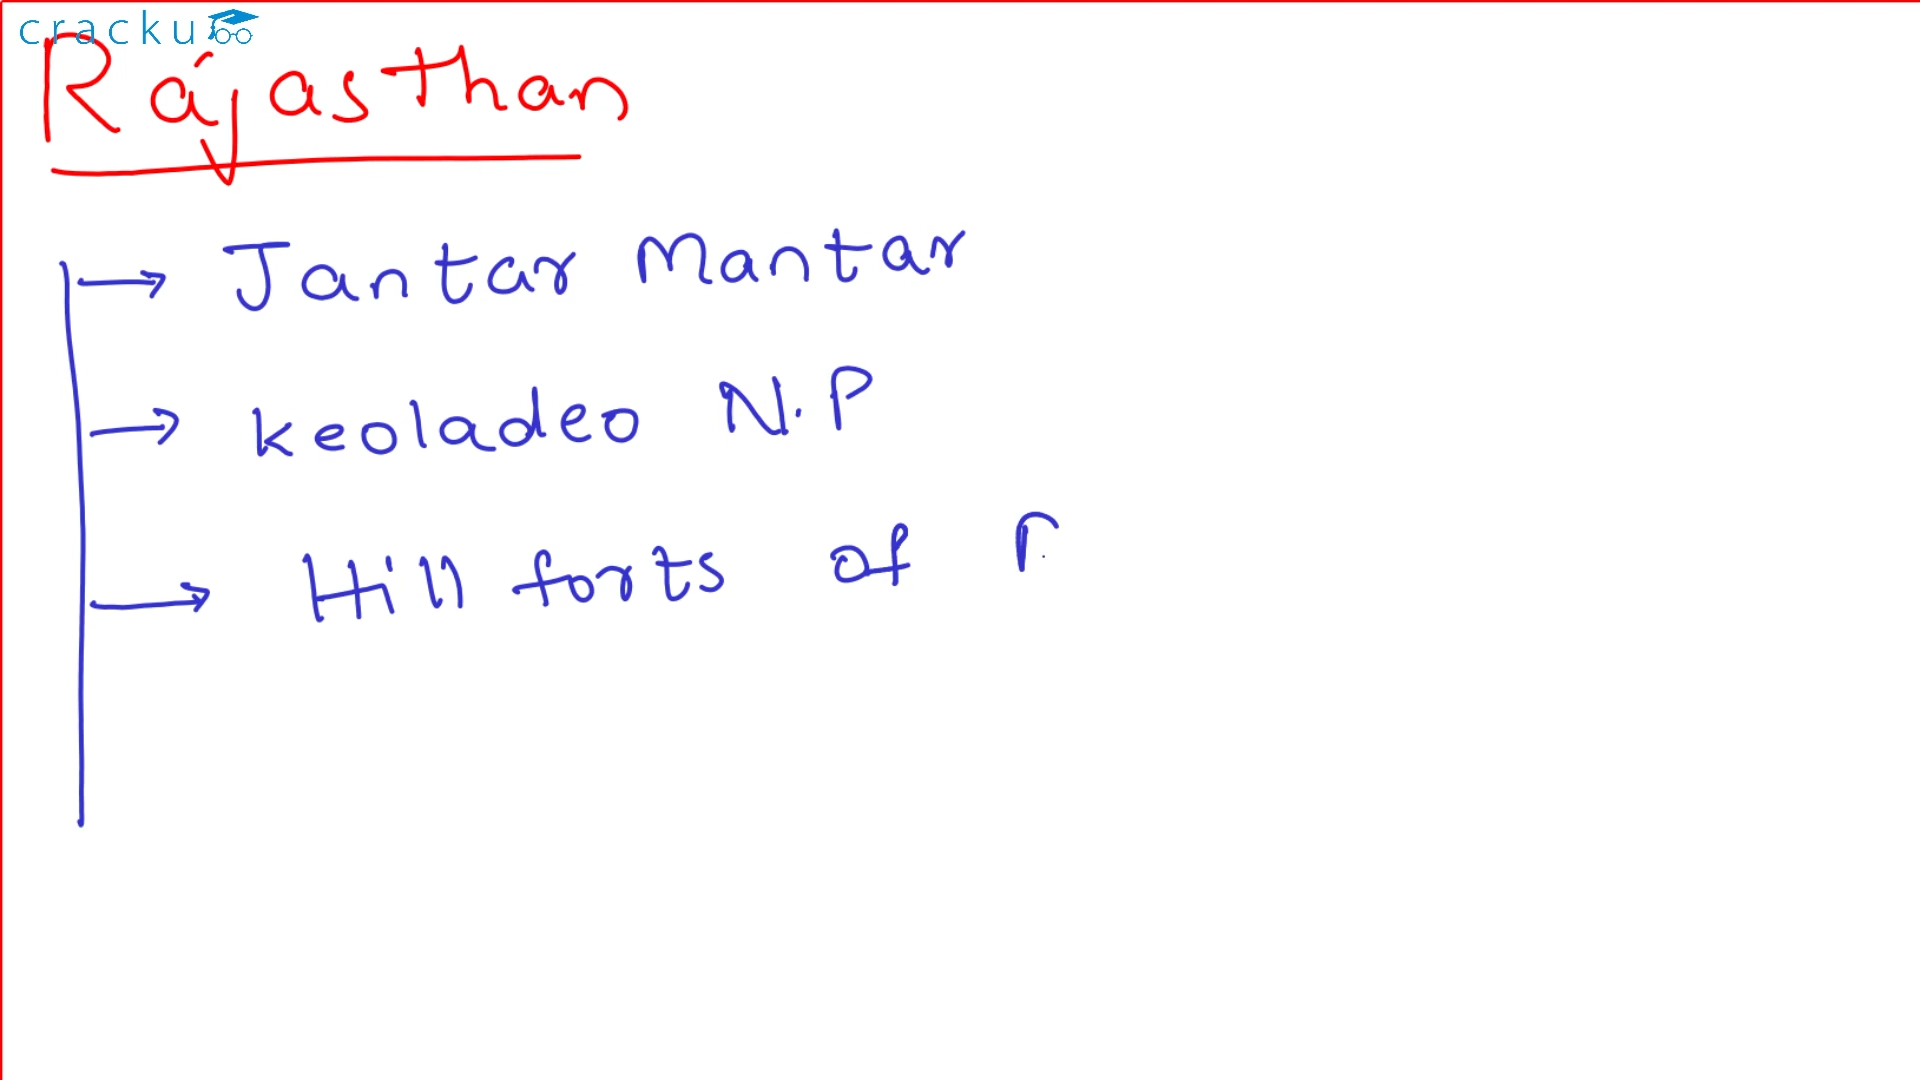 cracku
Rajasthan
Jantar Mantar
Keoladeo N.P
Hill forts of